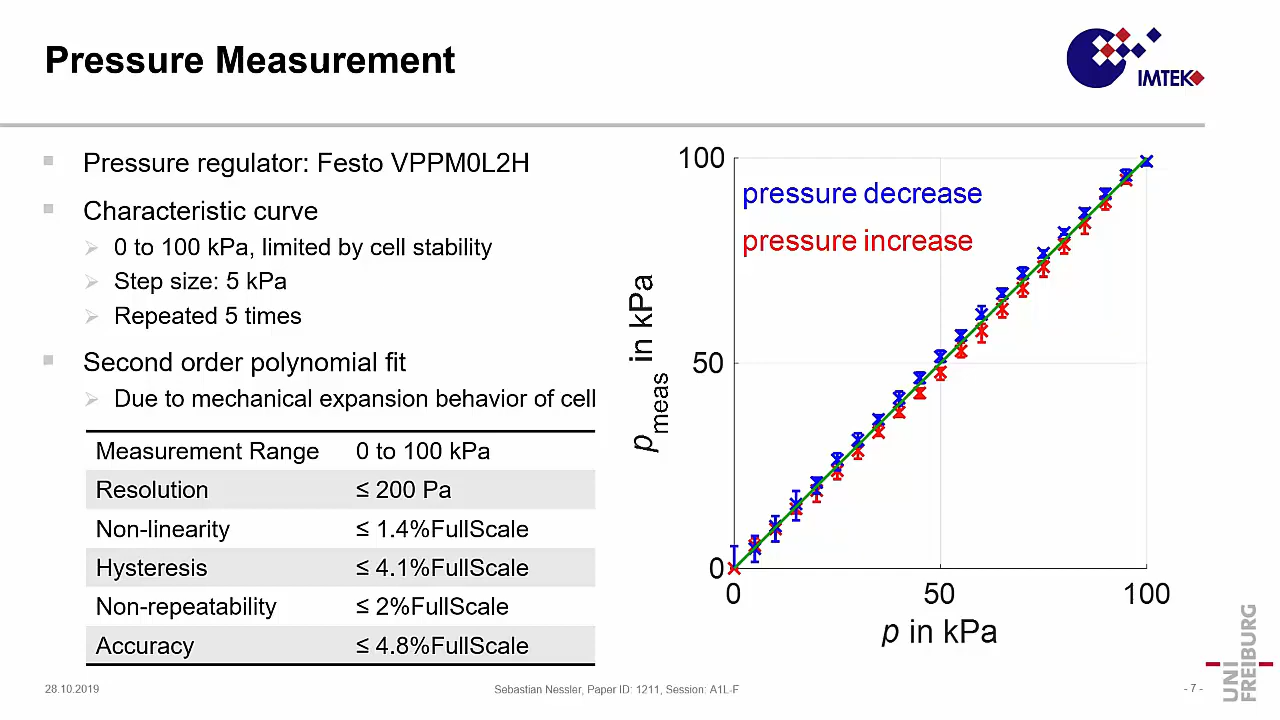 Pressure Measurement
IMTEK
Pressure regulator: Festo VPPM0L2H
Characteristic curve
0 to 100 kPa, limited by cell stability
Step size: 5 kPa
Repeated 5 times
Second order polynomial fit
Due to mechanical expansion behavior of cell
Measurement Range 0 to 100 kPa
Resolution ≤ 200 Pa
Non-linearity ≤ 1.4%FullScale
Hysteresis ≤ 4.1%FullScale
Non-repeatability ≤ 2%FullScale
Accuracy ≤ 4.8%FullScale
100
pressure decrease
pressure increase
50
0
p_meas in kPa
0 50 100
p in kPa
28.10.2019
Sebastian Nessler, Paper ID: 1211, Session: A1L-F
- 7 -
UNI
FREIBURG